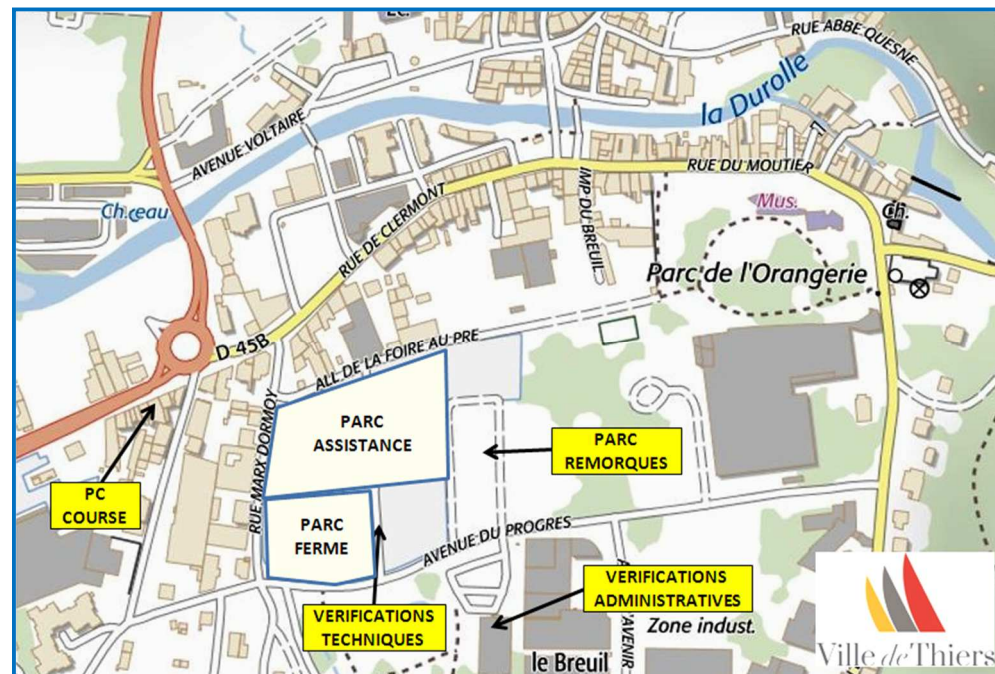 RUE ABBE QUESNE
la Durolle
AVENUE VOLTAIRE
RUE DU MOUTIER
Mus.
Ch.
RUE DE CLERMONT
IMP DU BREUIL
Parc de l'Orangerie
D 45B
ALL DE LA FOIRE AU PRE
PARC
ASSISTANCE
PARC
REMORQUES
RUE MARX DORMOY
PC
COURSE
PARC
FERME
AVENUE DU PROGRES
VERIFICATIONS
TECHNIQUES
VERIFICATIONS
ADMINISTRATIVES
Zone indust.
le Breuil
Ville de Thiers